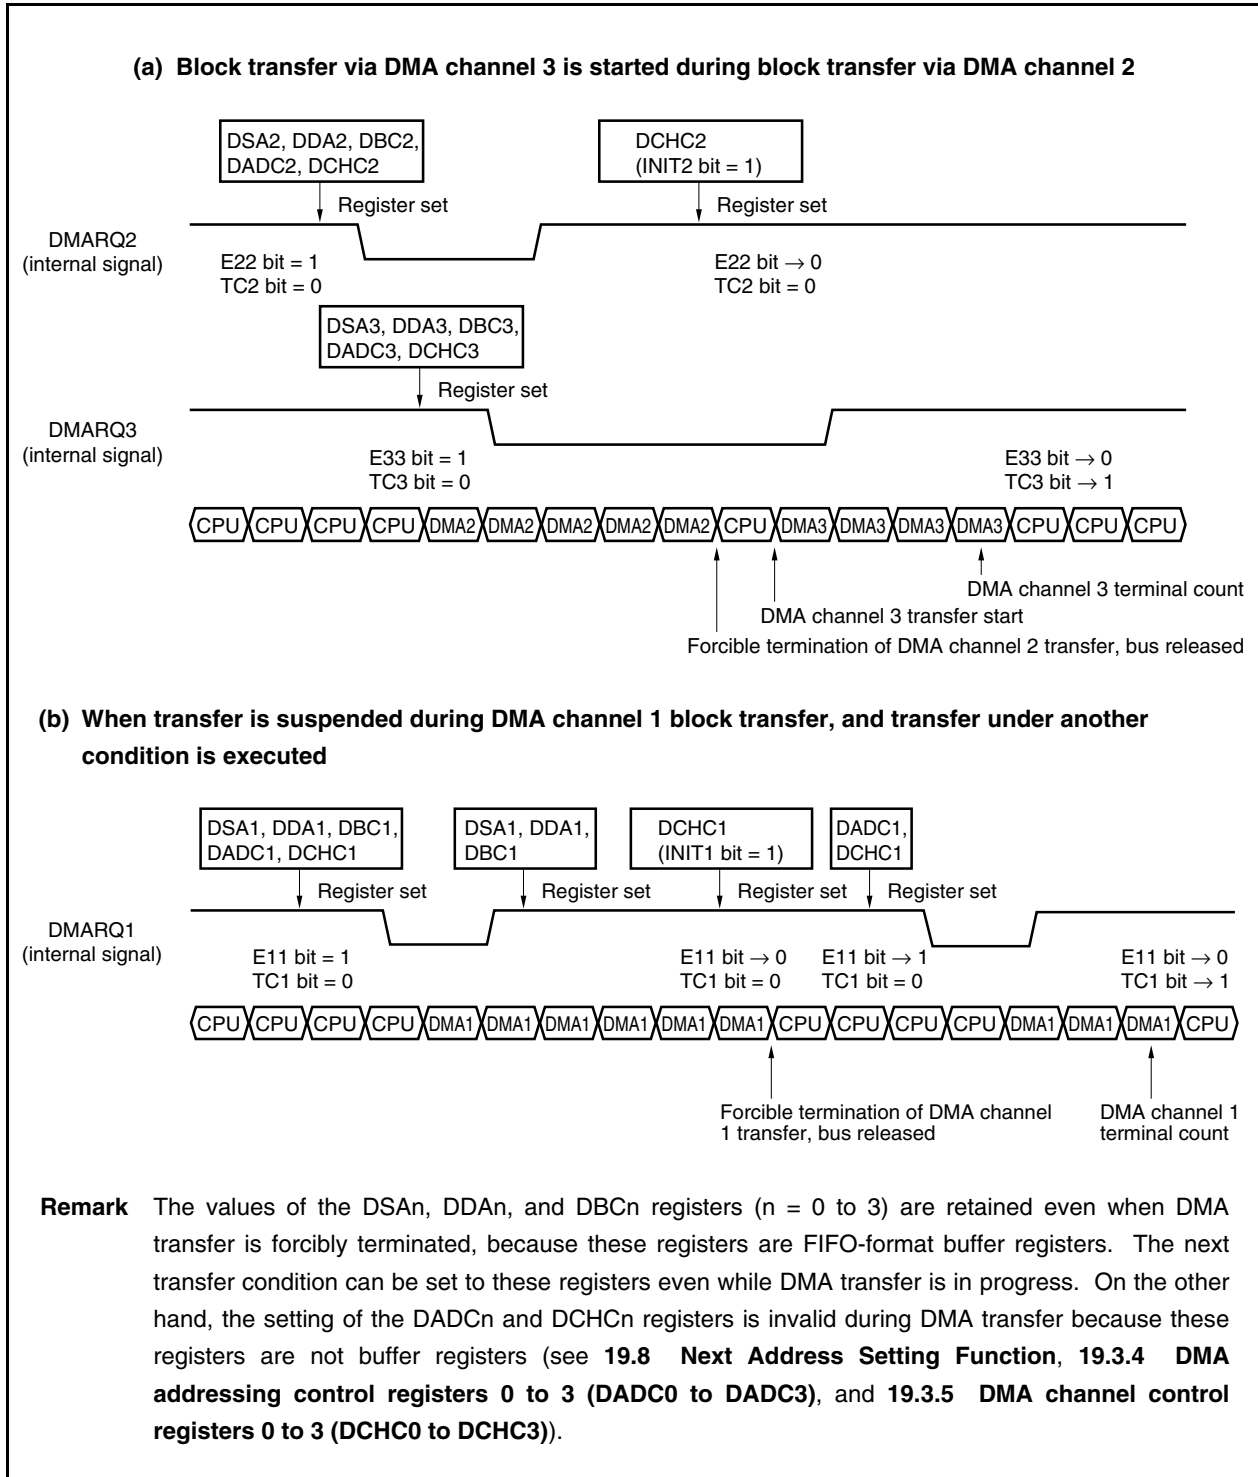 (a) Block transfer via DMA channel 3 is started during block transfer via DMA channel 2
DSA2, DDA2, DBC2,
DADC2, DCHC2
DCHC2
(INIT2 bit = 1)
Register set
Register set
DMARQ2
(internal signal)
E22 bit = 1
TC2 bit = 0
E22 bit → 0
TC2 bit = 0
DSA3, DDA3, DBC3,
DADC3, DCHC3
Register set
DMARQ3
(internal signal)
E33 bit = 1
TC3 bit = 0
E33 bit → 0
TC3 bit → 1
CPU CPU CPU CPU DMA2 DMA2 DMA2 DMA2 DMA2 CPU DMA3 DMA3 DMA3 DMA3 CPU CPU CPU
DMA channel 3 terminal count
DMA channel 3 transfer start
Forcible termination of DMA channel 2 transfer, bus released
(b) When transfer is suspended during DMA channel 1 block transfer, and transfer under another
condition is executed
DSA1, DDA1, DBC1,
DADC1, DCHC1
DSA1, DDA1,
DBC1
DCHC1
(INIT1 bit = 1)
DADC1,
DCHC1
Register set
Register set
Register set
Register set
DMARQ1
(internal signal)
E11 bit = 1
TC1 bit = 0
E11 bit → 0
TC1 bit = 0
E11 bit → 1
TC1 bit = 0
E11 bit → 0
TC1 bit → 1
CPU CPU CPU CPU DMA1 DMA1 DMA1 DMA1 DMA1 DMA1 CPU CPU CPU CPU DMA1 DMA1 DMA1 CPU
Forcible termination of DMA channel
1 transfer, bus released
DMA channel 1
terminal count
Remark The values of the DSAn, DDAn, and DBCn registers (n = 0 to 3) are retained even when DMA
transfer is forcibly terminated, because these registers are FIFO-format buffer registers. The next
transfer condition can be set to these registers even while DMA transfer is in progress. On the other
hand, the setting of the DADCn and DCHCn registers is invalid during DMA transfer because these
registers are not buffer registers (see 19.8 Next Address Setting Function, 19.3.4 DMA
addressing control registers 0 to 3 (DADC0 to DADC3), and 19.3.5 DMA channel control
registers 0 to 3 (DCHC0 to DCHC3)).